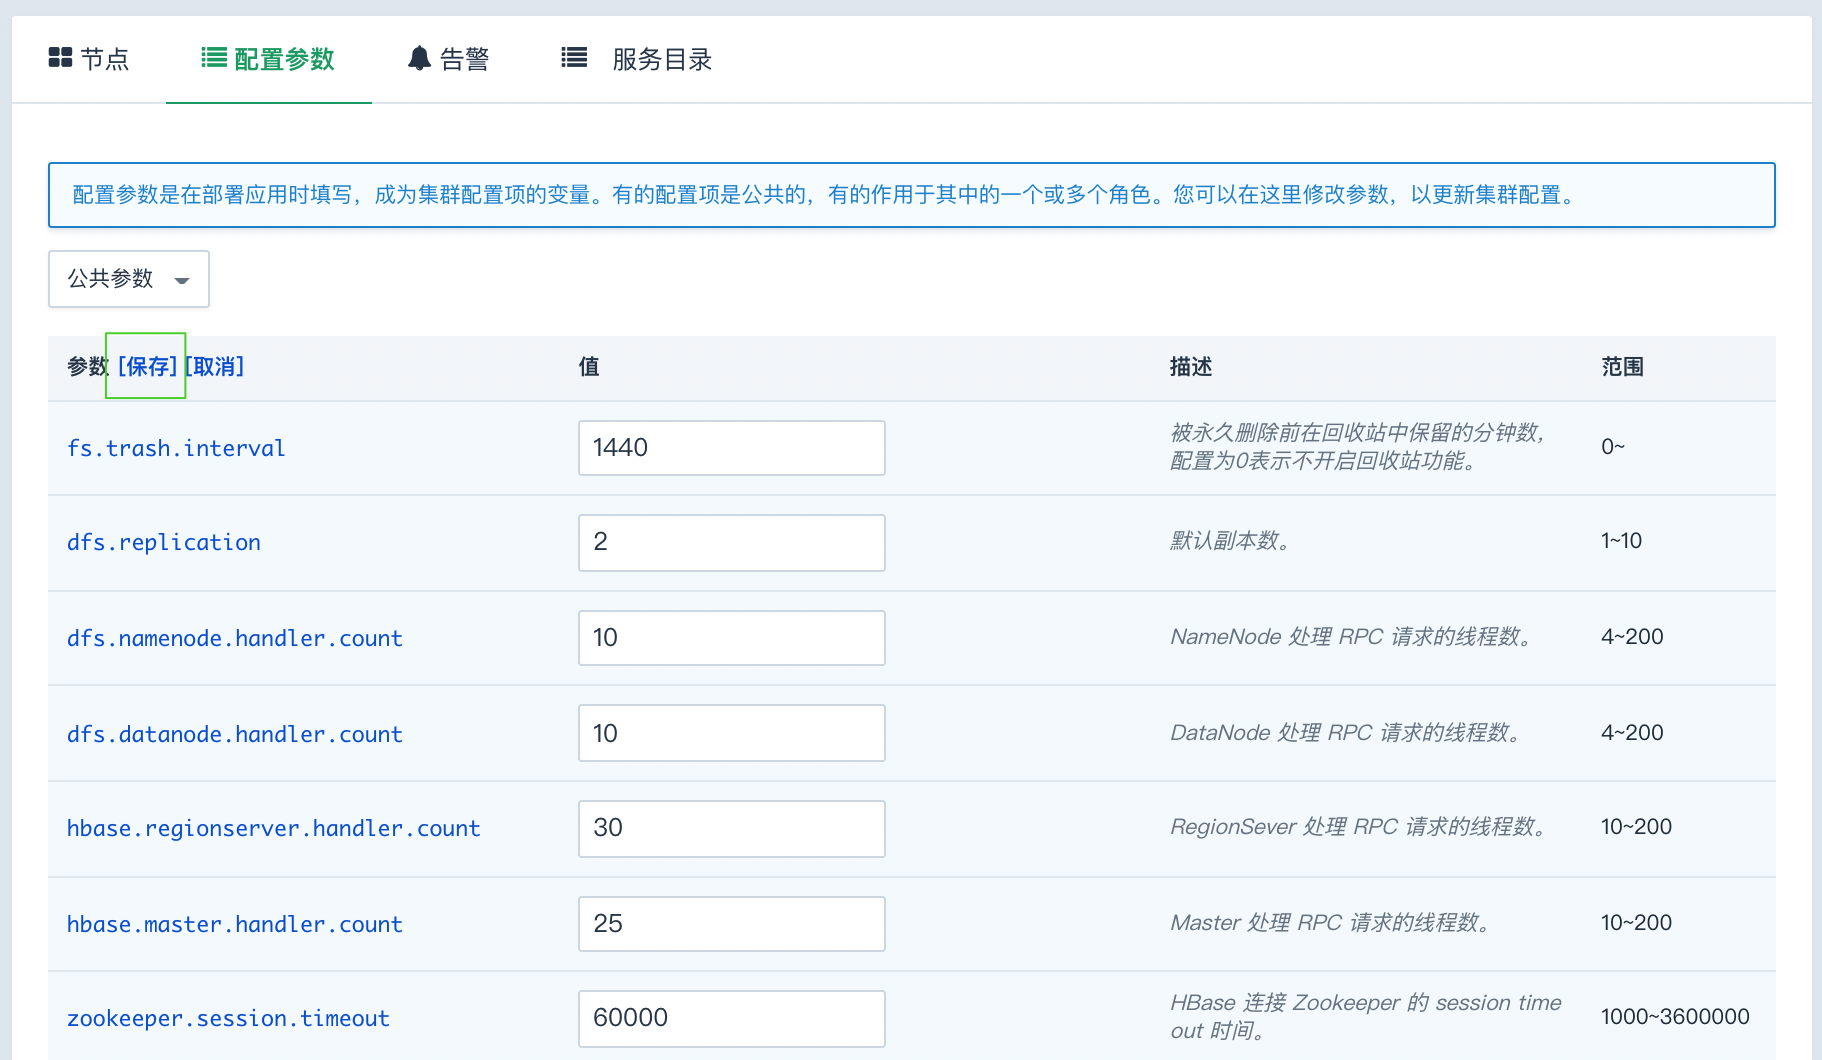 节点 配置参数 告警 服务目录
配置参数是在部署应用时填写，成为集群配置项的变量。有的配置项是公共的，有的作用于其中的一个或多个角色。您可以在这里修改参数，以更新集群配置。
公共参数
参数 [保存] [取消] 值 描述 范围
fs.trash.interval 1440 被永久删除前在回收站中保留的分钟数，
配置为0表示不开启回收站功能。 0~
dfs.replication 2 默认副本数。 1~10
dfs.namenode.handler.count 10 NameNode 处理 RPC 请求的线程数。 4~200
dfs.datanode.handler.count 10 DataNode 处理 RPC 请求的线程数。 4~200
hbase.regionserver.handler.count 30 RegionSever 处理 RPC 请求的线程数。 10~200
hbase.master.handler.count 25 Master 处理 RPC 请求的线程数。 10~200
zookeeper.session.timeout 60000 HBase 连接 Zookeeper 的 session time
out 时间。 1000~3600000